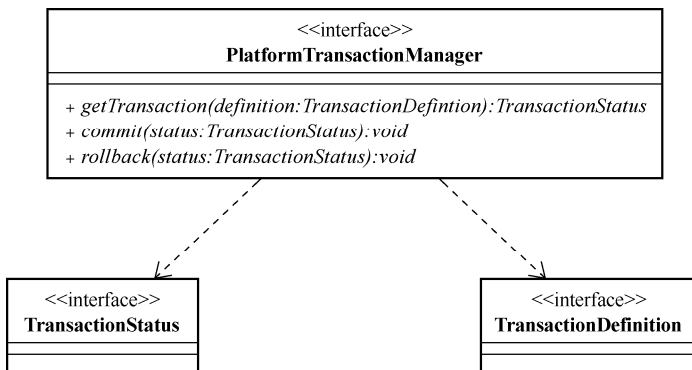 <<interface>>
PlatformTransactionManager
+ getTransaction(definition:TransactionDefintion):TransactionStatus
+ commit(status:TransactionStatus):void
+ rollback(status:TransactionStatus):void
<<interface>>
TransactionStatus
<<interface>>
TransactionDefinition